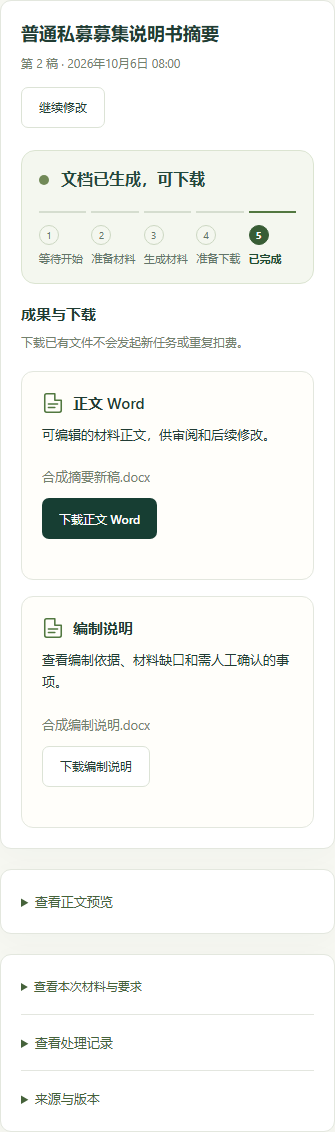 普通私募募集说明书摘要
第 2 稿 · 2026年10月6日 08:00
继续修改
文档已生成，可下载
1 2 3 4 5
等待开始 准备材料 生成材料 准备下载 已完成
成果与下载
下载已有文件不会发起新任务或重复扣费。
正文 Word
可编辑的材料正文，供审阅和后续修改。
合成摘要新稿.docx
下载正文 Word
编制说明
查看编制依据、材料缺口和需人工确认的事
项。
合成编制说明.docx
下载编制说明
查看正文预览
查看本次材料与要求
查看处理记录
来源与版本